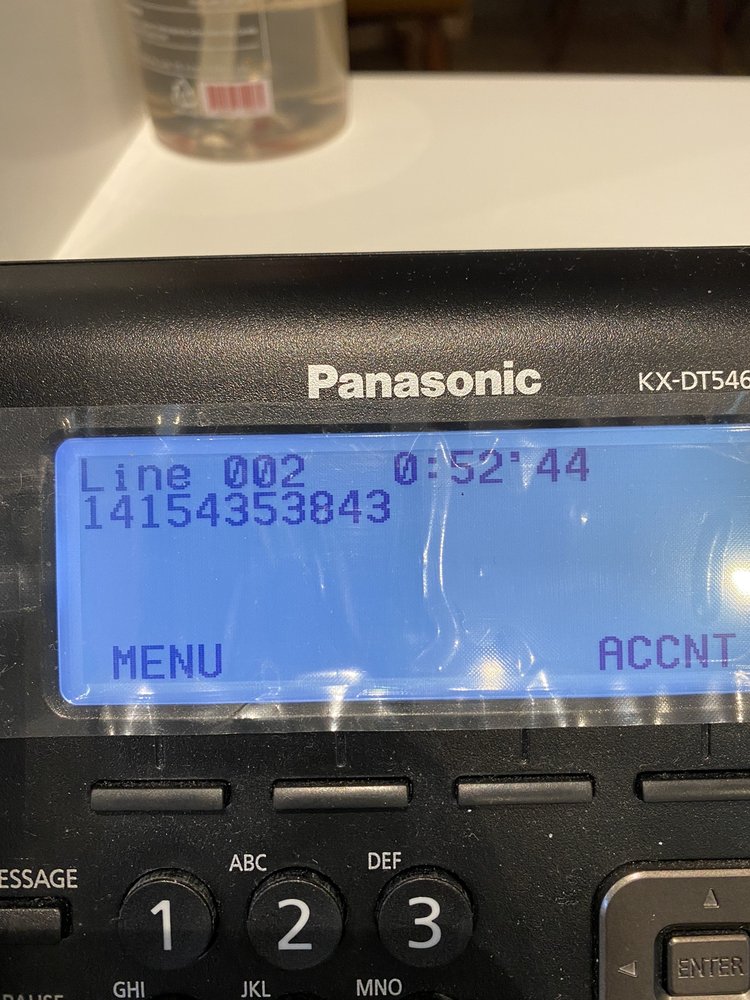 Panasonic
KX-DT546
Line 002 0:52'44
14154353843
MENU ACCNT
ESSAGE
ABC
DEF
1
2
3
GHI
JKL
MNO
ENTER